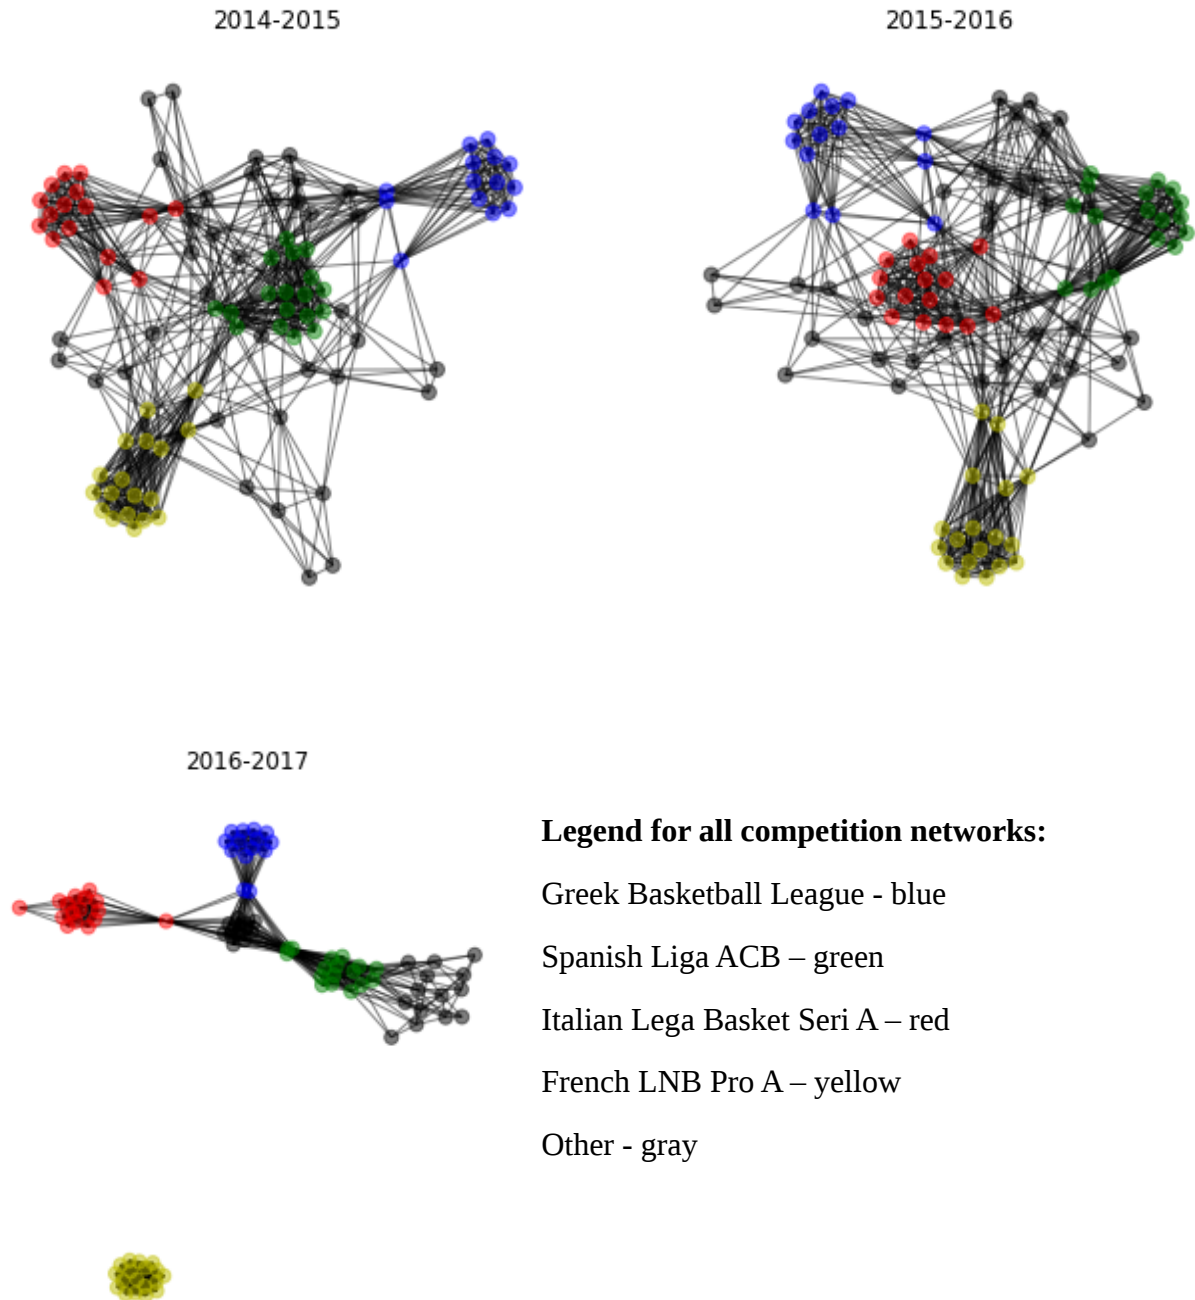 2014-2015
2015-2016
2016-2017
Legend for all competition networks:
Greek Basketball League - blue
Spanish Liga ACB – green
Italian Lega Basket Seri A – red
French LNB Pro A – yellow
Other - gray